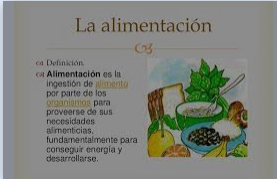 La alimentación
Definición.
Alimentación es la
ingestión de alimento
por parte de los
organismos para
proveerse de sus
necesidades
alimenticias,
fundamentalmente para
conseguir energía y
desarrollarse.